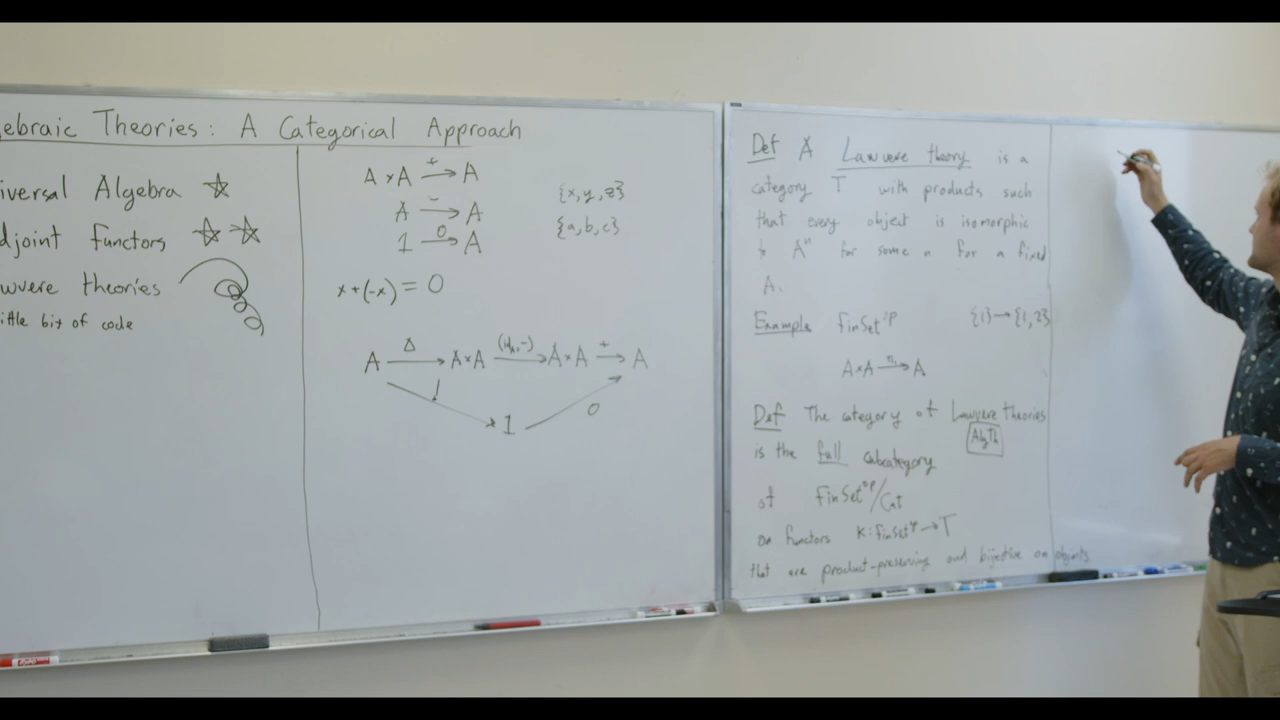 ebraic Theories: A Categorical Approach
iversal Algebra ☆
djoint functors ☆ ☆
wvere theories
ittle bit of code
A × A —+→ A
A —-→ A
1 —0→ A
{x, y, z}
{a, b, c}
x + (-x) = 0
A —Δ→ A×A —(id_A, -)→ A×A —+→ A
!
1
0
Def A Lawvere theory is a
category T with products such
that every object is isomorphic
to Aⁿ for some n for a fixed
A.
Example FinSet^op {1}→{1,2}
A×A —π₁→ A
Def The category of Lawvere theories
AlgTh
is the full subcategory
of FinSet^op/Cat
on functors K: FinSet^op → T
that are product-preserving and bijective on objects